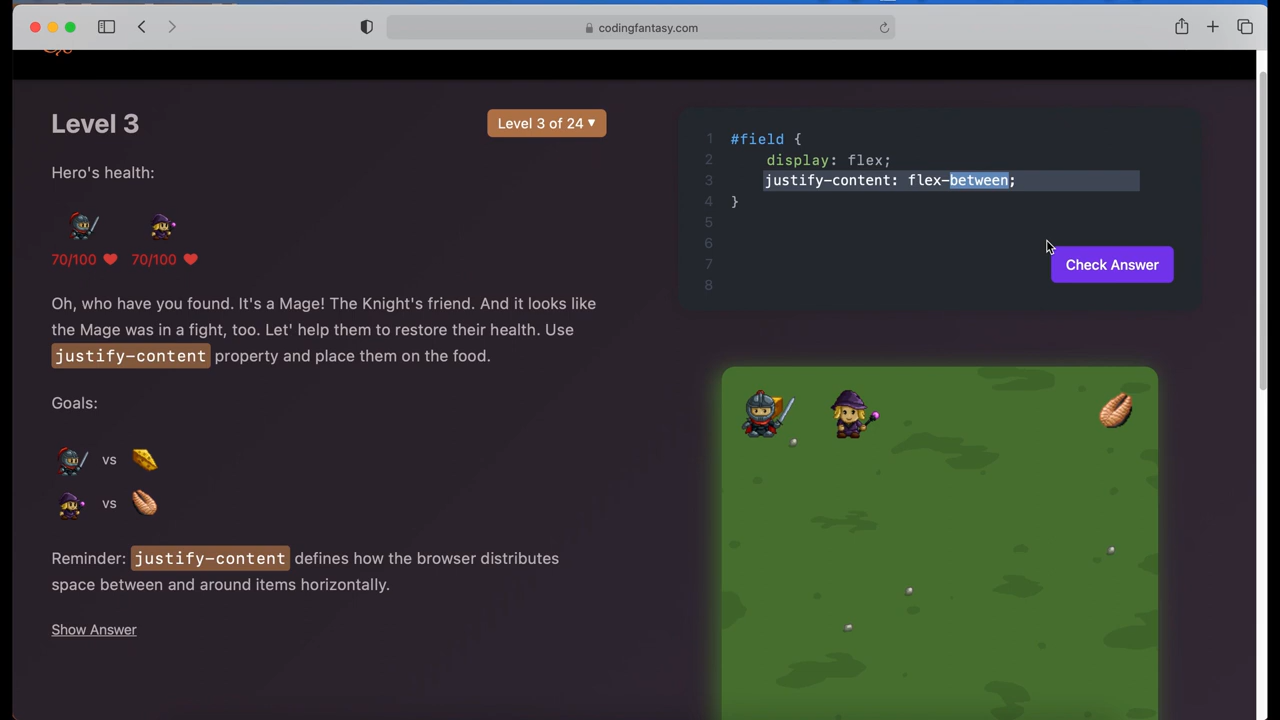 codingfantasy.com
Level 3
Level 3 of 24 ▼
Hero's health:
70/100
70/100
Oh, who have you found. It's a Mage! The Knight's friend. And it looks like
the Mage was in a fight, too. Let' help them to restore their health. Use
justify-content property and place them on the food.
Goals:
vs
vs
Reminder: justify-content defines how the browser distributes
space between and around items horizontally.
Show Answer
1 #field {
2 display: flex;
3 justify-content: flex-between;
4 }
5
6
7
8
Check Answer